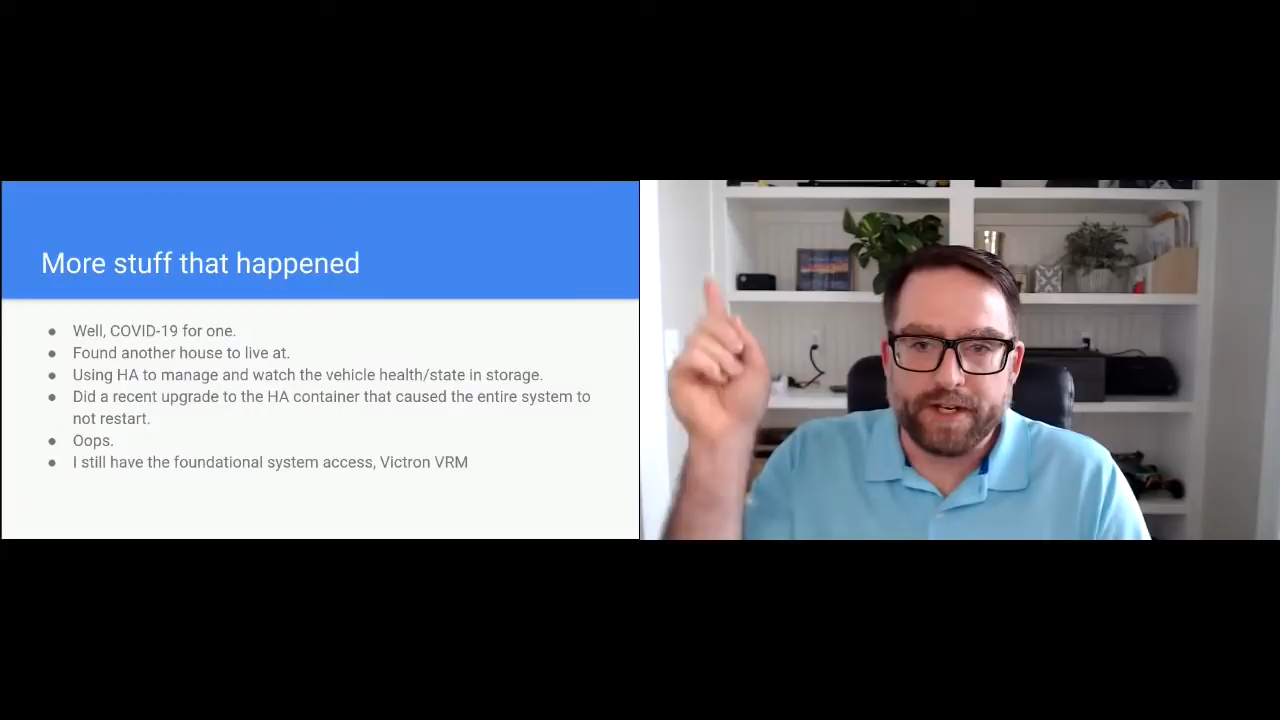 More stuff that happened
● Well, COVID-19 for one.
● Found another house to live at.
● Using HA to manage and watch the vehicle health/state in storage.
● Did a recent upgrade to the HA container that caused the entire system to
not restart.
● Oops.
● I still have the foundational system access, Victron VRM